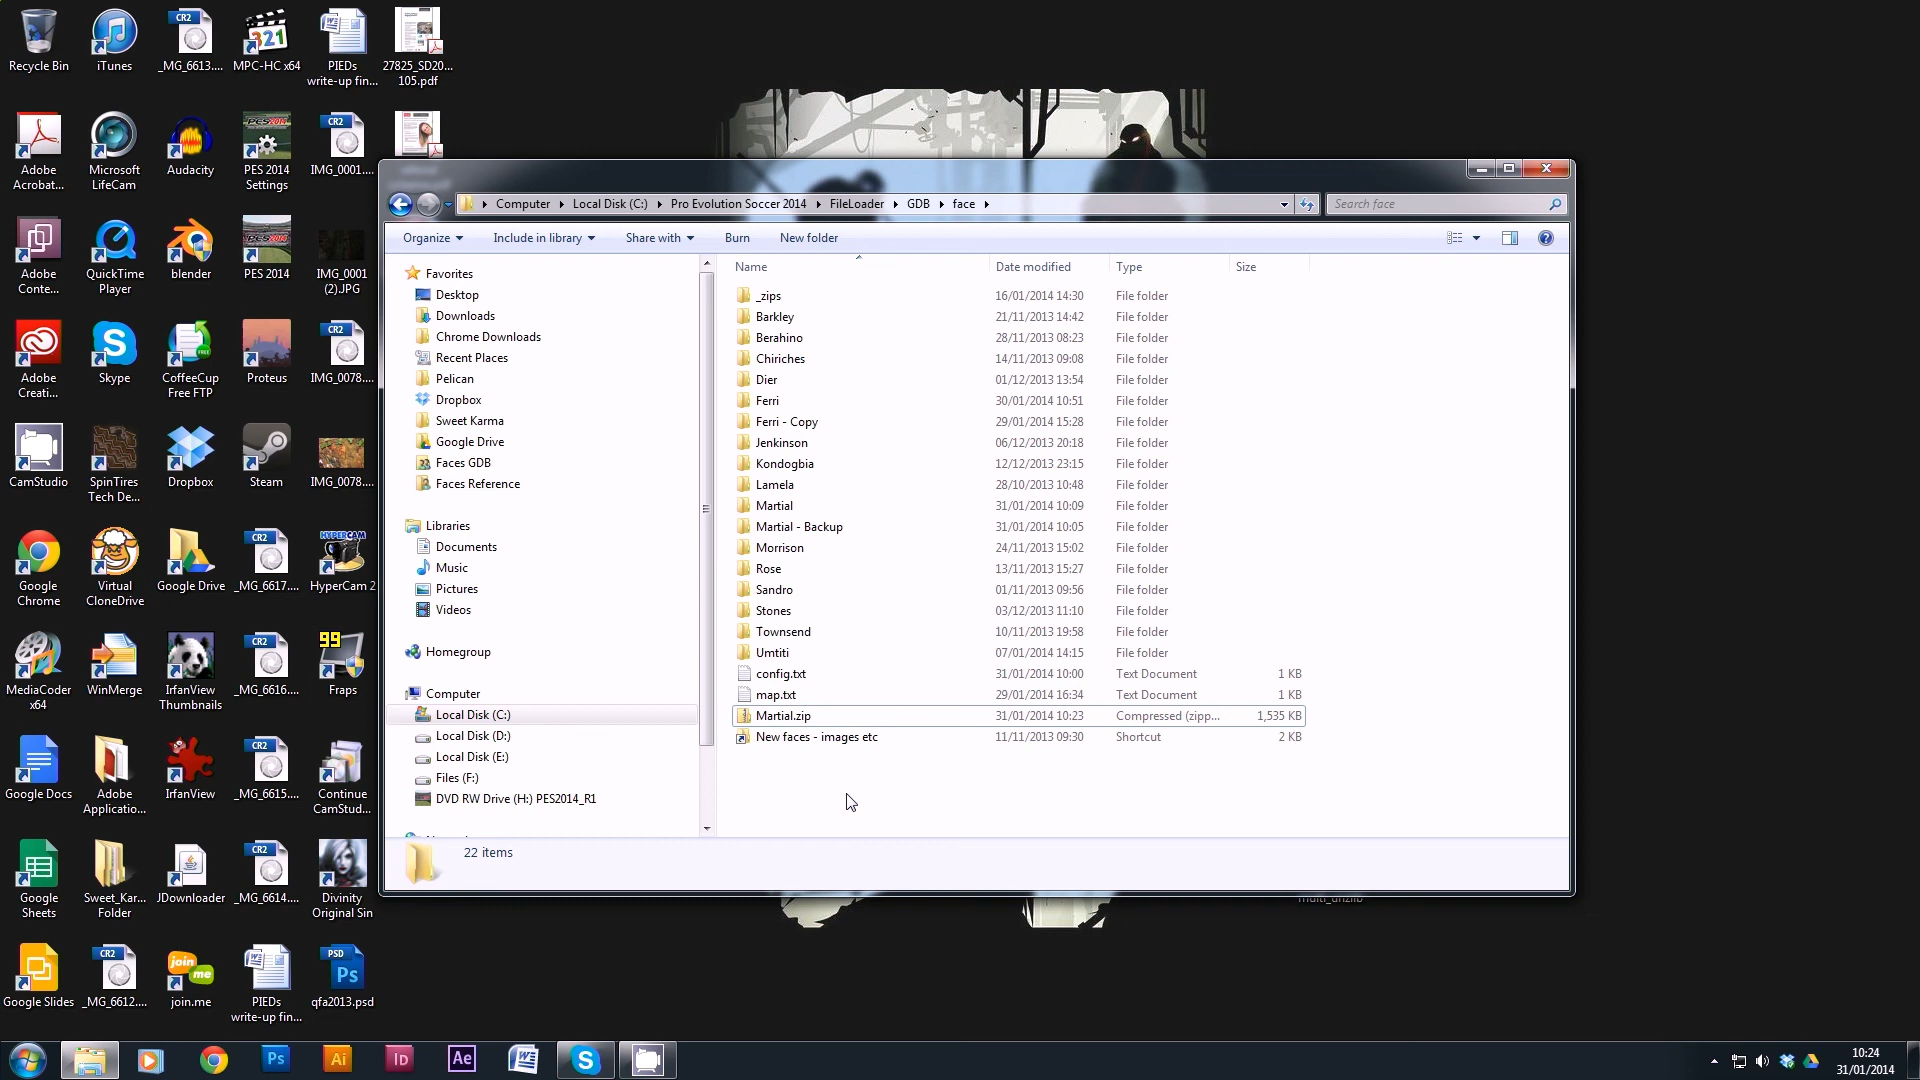 Recycle Bin
iTunes
_MG_6613....
MPC-HC x64
PIEDs
write-up fin...
27825_SD20...
105.pdf
Adobe
Acrobat...
Microsoft
LifeCam
Audacity
PES 2014
Settings
IMG_0001....
Adobe
Conte...
QuickTime
Player
blender
PES 2014
IMG_0001
(2).JPG
Adobe
Creati...
Skype
CoffeeCup
Free FTP
Proteus
IMG_0078....
CamStudio
SpinTires
Tech De...
Dropbox
Steam
IMG_0078....
Google
Chrome
Virtual
CloneDrive
Google Drive
_MG_6617....
HyperCam 2
MediaCoder
x64
WinMerge
IrfanView
Thumbnails
_MG_6616....
Fraps
Google Docs
Adobe
Applicatio...
IrfanView
_MG_6615....
Continue
CamStud...
Google
Sheets
Sweet_Kar...
Folder
JDownloader
_MG_6614....
Divinity
Original Sin
Google Slides
_MG_6612....
join.me
PIEDs
write-up fin...
qfa2013.psd
Computer
Local Disk (C:)
Pro Evolution Soccer 2014
FileLoader
GDB
face
Search face
Organize
Include in library
Share with
Burn
New folder
Favorites
Desktop
Downloads
Chrome Downloads
Recent Places
Pelican
Dropbox
Sweet Karma
Google Drive
Faces GDB
Faces Reference
Libraries
Documents
Music
Pictures
Videos
Homegroup
Computer
Local Disk (C:)
Local Disk (D:)
Local Disk (E:)
Files (F:)
DVD RW Drive (H:) PES2014_R1
Name Date modified Type Size
_zips 16/01/2014 14:30 File folder
Barkley 21/11/2013 14:42 File folder
Berahino 28/11/2013 08:23 File folder
Chiriches 14/11/2013 09:08 File folder
Dier 01/12/2013 13:54 File folder
Ferri 30/01/2014 10:51 File folder
Ferri - Copy 29/01/2014 15:28 File folder
Jenkinson 06/12/2013 20:18 File folder
Kondogbia 12/12/2013 23:15 File folder
Lamela 28/10/2013 10:48 File folder
Martial 31/01/2014 10:09 File folder
Martial - Backup 31/01/2014 10:05 File folder
Morrison 24/11/2013 15:02 File folder
Rose 13/11/2013 15:27 File folder
Sandro 01/11/2013 09:56 File folder
Stones 03/12/2013 11:10 File folder
Townsend 10/11/2013 19:58 File folder
Umtiti 07/01/2014 14:15 File folder
config.txt 31/01/2014 10:00 Text Document 1 KB
map.txt 29/01/2014 16:34 Text Document 1 KB
Martial.zip 31/01/2014 10:23 Compressed (zipp... 1,535 KB
New faces - images etc 11/11/2013 09:30 Shortcut 2 KB
22 items
10:24
31/01/2014